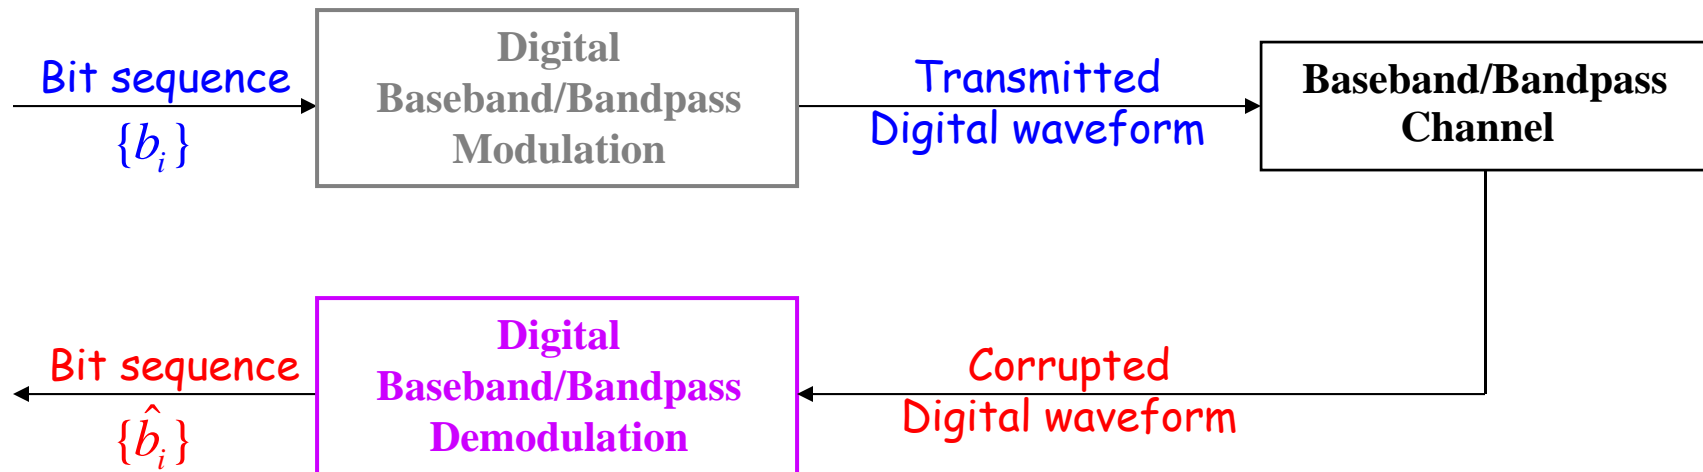 Bit sequence
{b_i}
Digital
Baseband/Bandpass
Modulation
Transmitted
Digital waveform
Baseband/Bandpass
Channel
Bit sequence
{b̂_i}
Digital
Baseband/Bandpass
Demodulation
Corrupted
Digital waveform